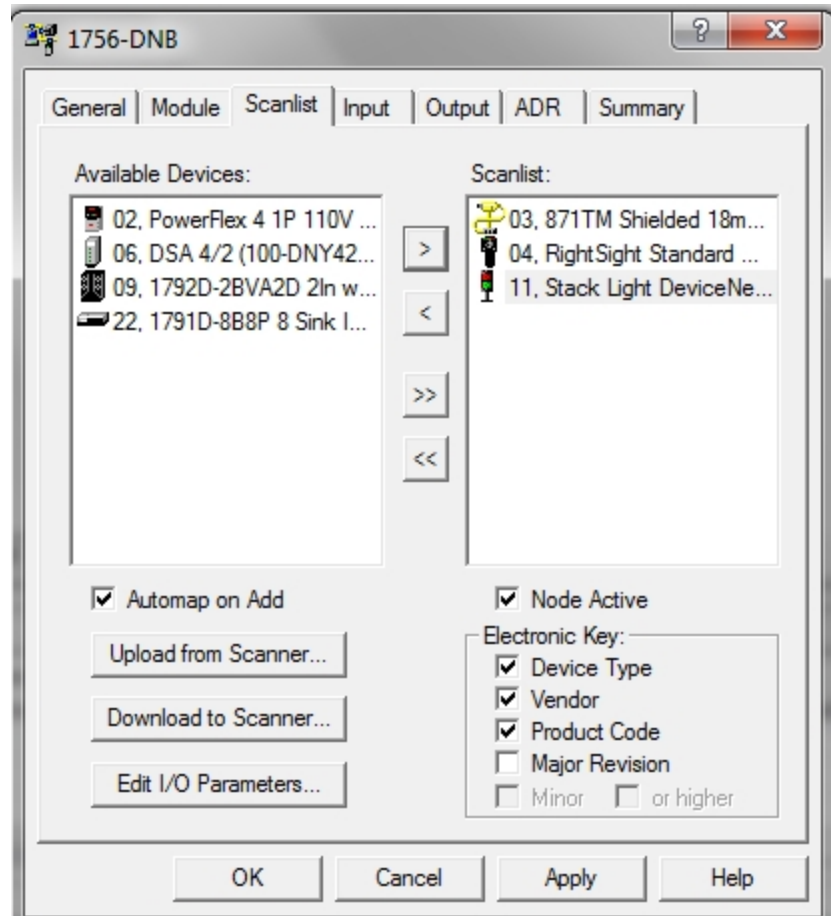 1756-DNB
General Module Scanlist Input Output ADR Summary
Available Devices:
02, PowerFlex 4 1P 110V ...
06, DSA 4/2 (100-DNY42...
09, 1792D-2BVA2D 2In w...
22, 1791D-8B8P 8 Sink I...
>
<
>>
<<
Scanlist:
03, 871TM Shielded 18m...
04, RightSight Standard ...
11, Stack Light DeviceNe...
Automap on Add
Upload from Scanner...
Download to Scanner...
Edit I/O Parameters...
Node Active
Electronic Key:
Device Type
Vendor
Product Code
Major Revision
Minor or higher
OK Cancel Apply Help